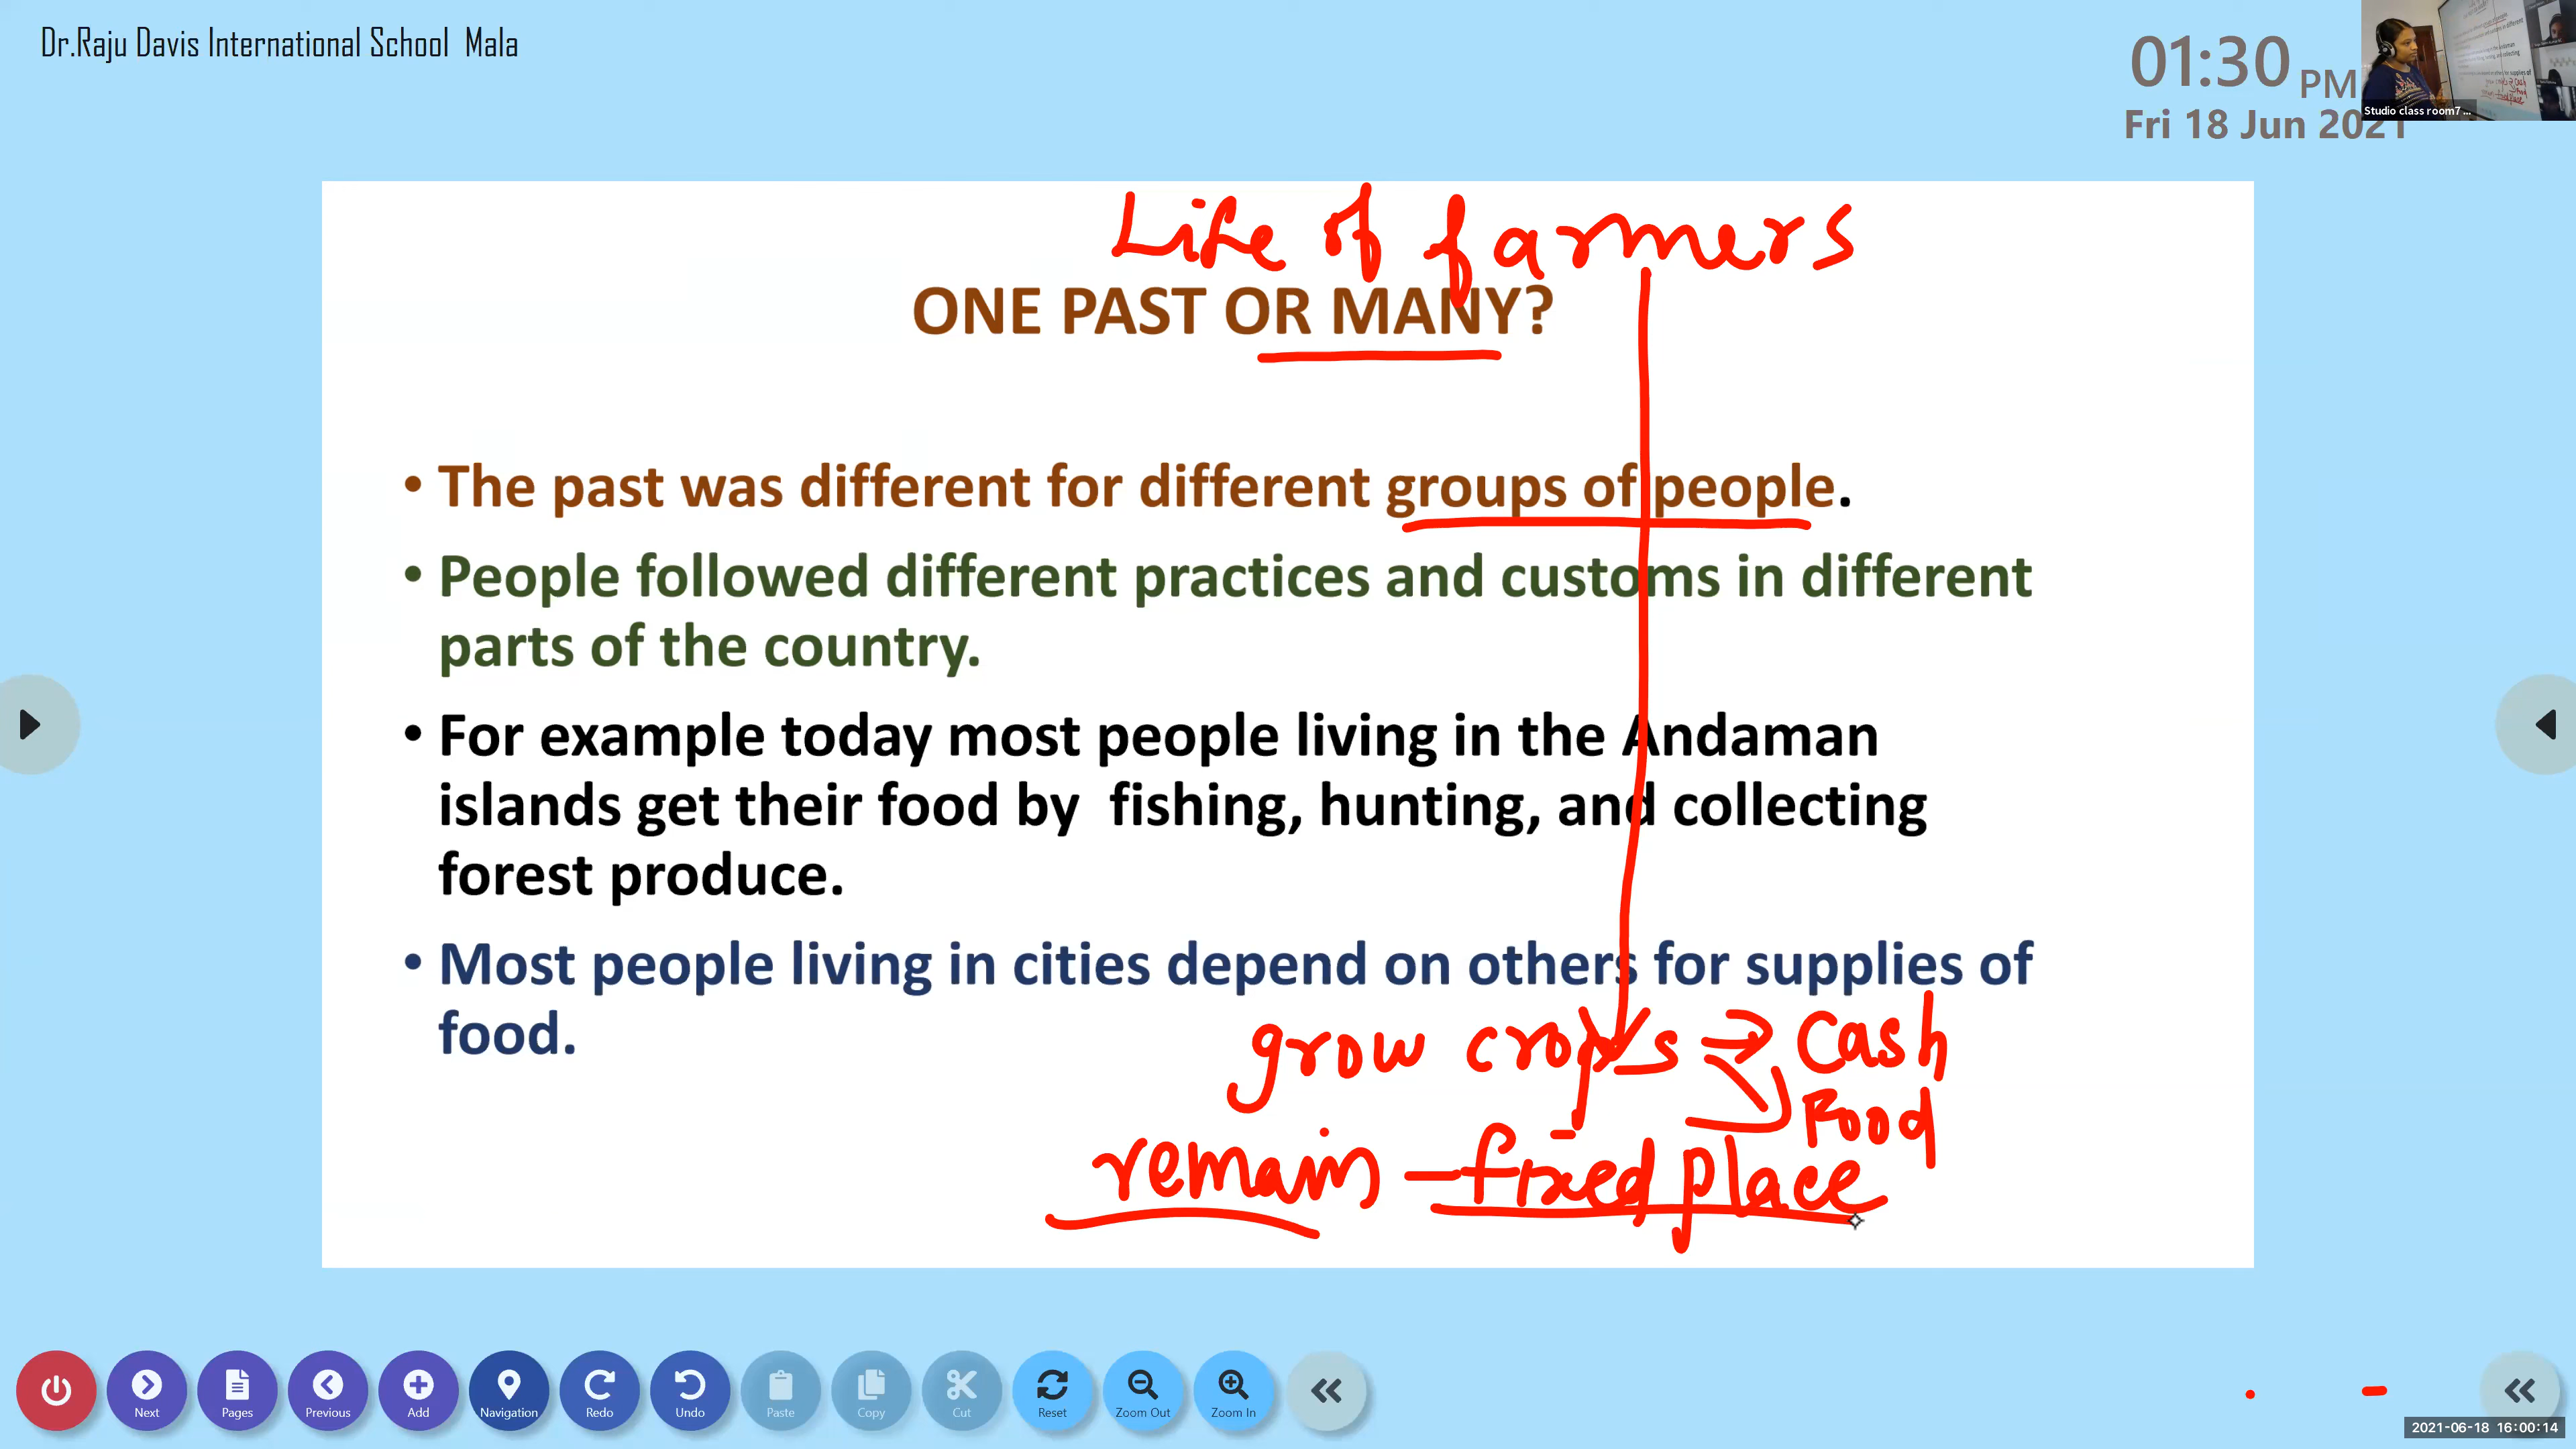 Dr.Raju Davis International School Mala
01:30 PM
Fri 18 Jun 2021
Studio class room7 ...
Life of farmers
ONE PAST OR MANY?
• The past was different for different groups of people.
• People followed different practices and customs in different
parts of the country.
• For example today most people living in the Andaman
islands get their food by fishing, hunting, and collecting
forest produce.
• Most people living in cities depend on others for supplies of
food.
grow crops → Cash
Food
remain - fixed place
Next
Pages
Previous
Add
Navigation
Redo
Undo
Paste
Copy
Cut
Reset
Zoom Out
Zoom In
2021-06-18 16:00:14